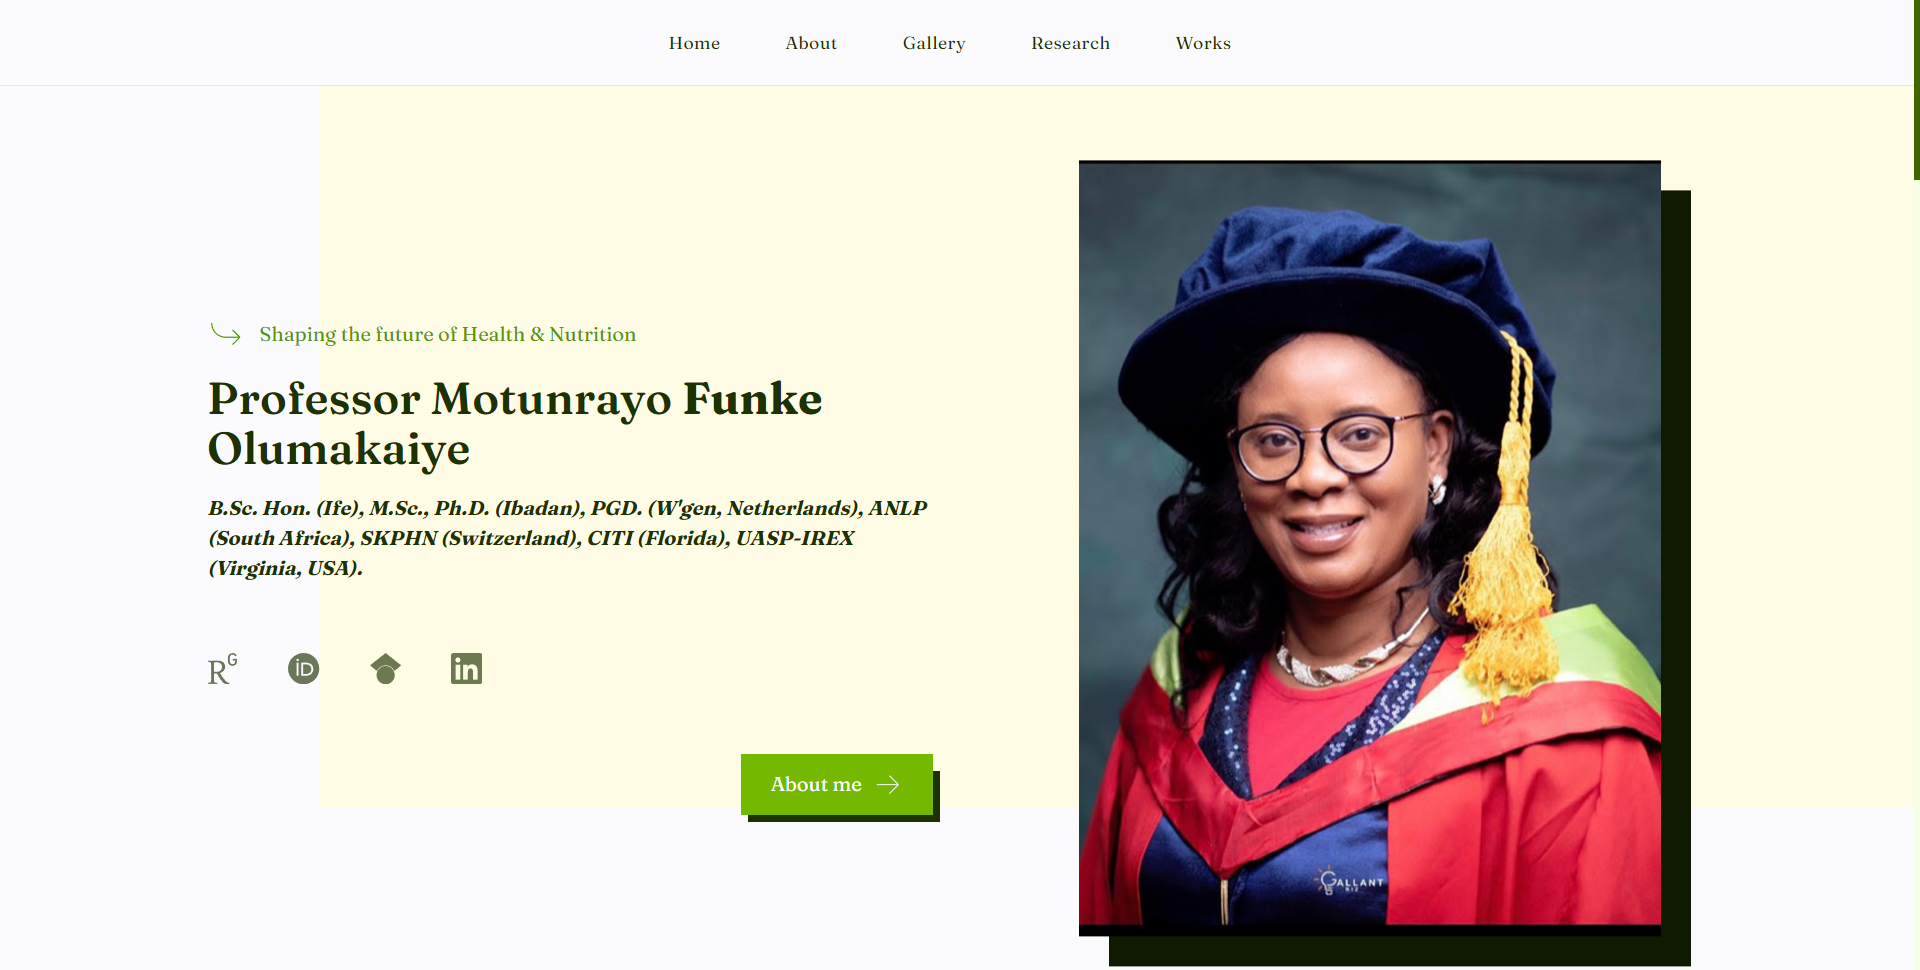 Home About Gallery Research Works
Shaping the future of Health & Nutrition
Professor Motunrayo Funke
Olumakaiye
B.Sc. Hon. (Ife), M.Sc., Ph.D. (Ibadan), PGD. (W'gen, Netherlands), ANLP
(South Africa), SKPHN (Switzerland), CITI (Florida), UASP-IREX
(Virginia, USA).
RG iD in
About me
GALLANT
BIZ